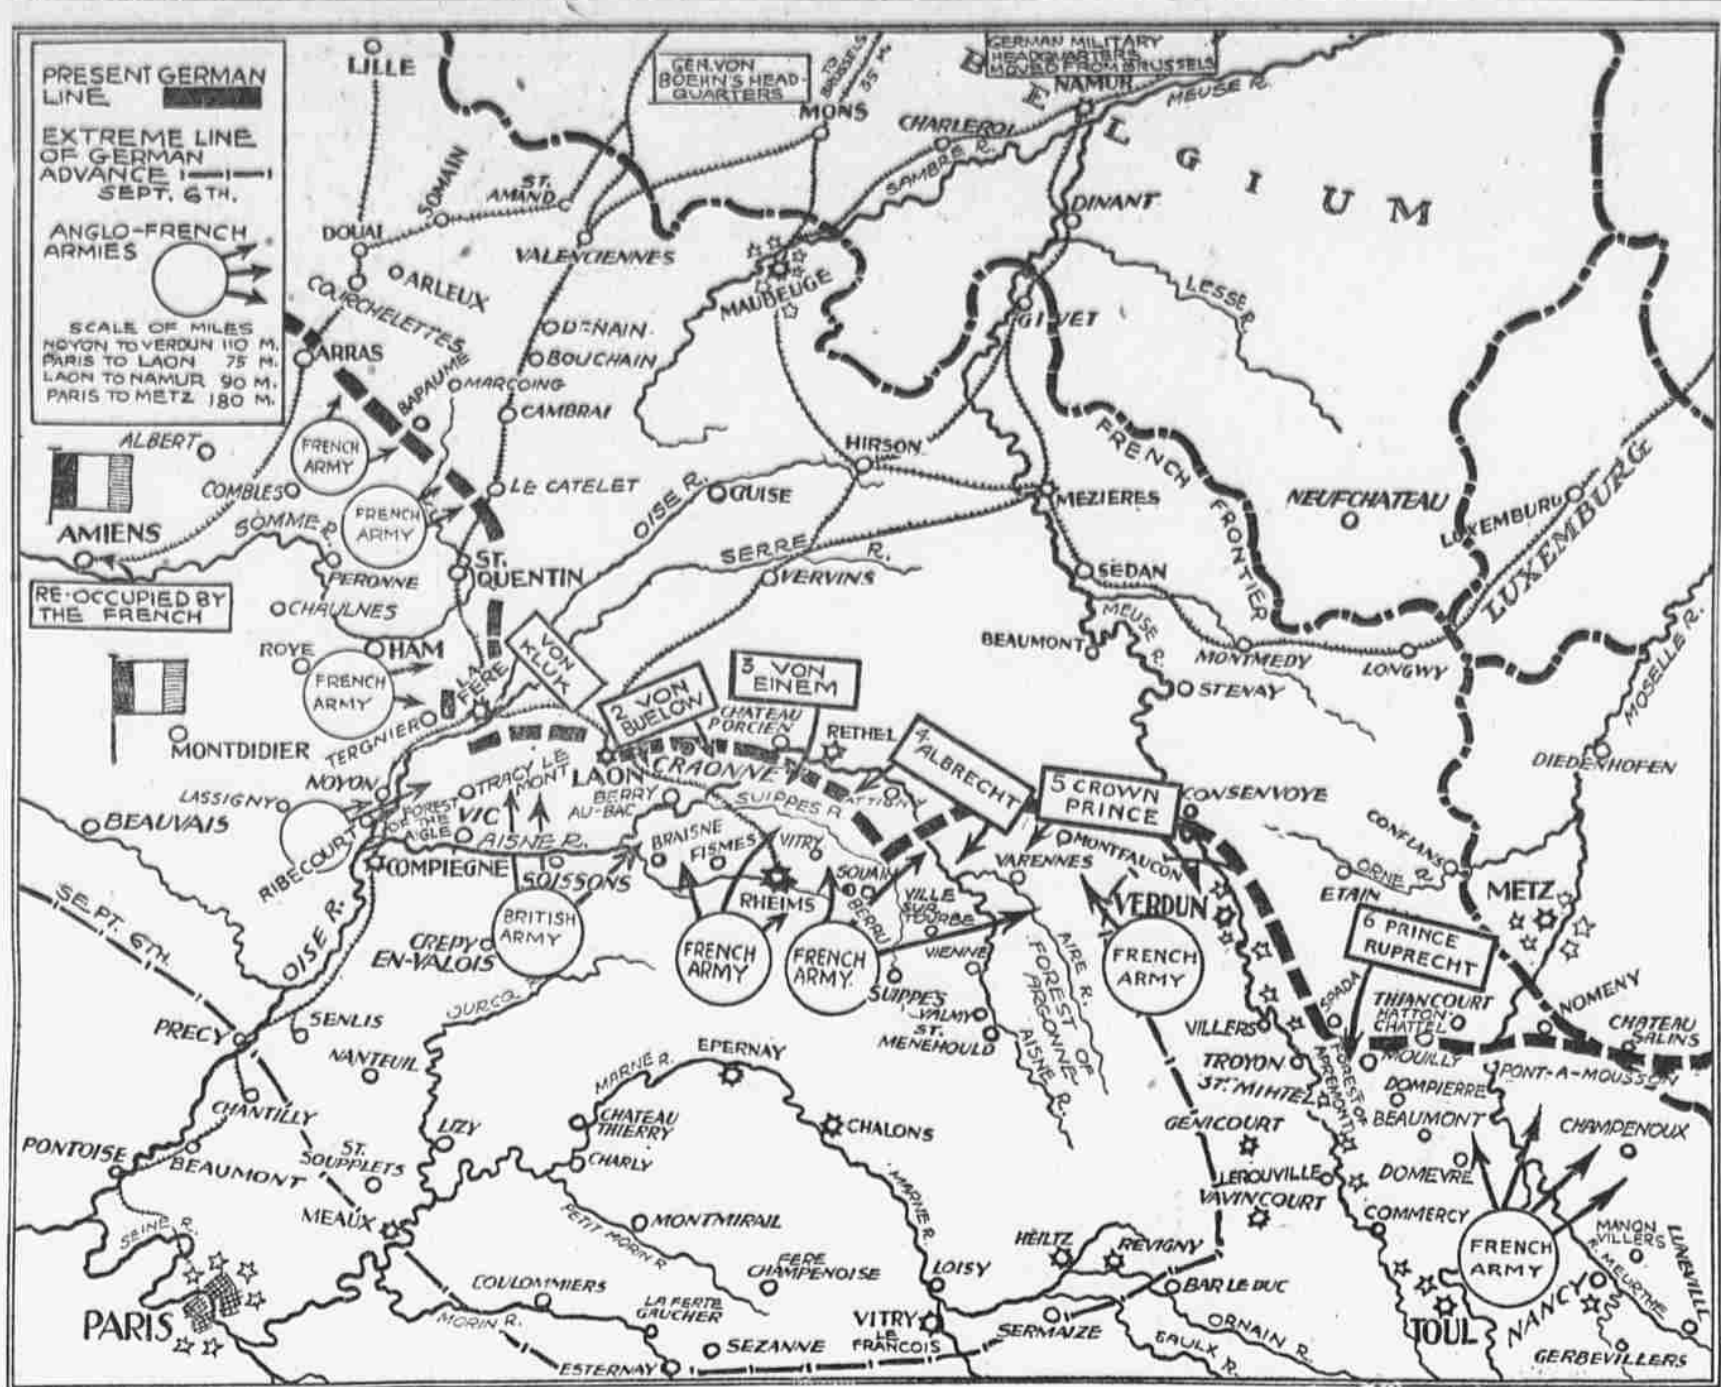 PRESENT GERMAN
LINE
EXTREME LINE
OF GERMAN
ADVANCE
SEPT. 6TH.
ANGLO-FRENCH
ARMIES
SCALE OF MILES
NOYON TO VERDUN 110 M.
PARIS TO LAON 75 M.
LAON TO NAMUR 90 M.
PARIS TO METZ 180 M.
LILLE
GEN. VON
BOEHN'S HEAD-
QUARTERS
TO
BRUSSELS
35 M.
GERMAN MILITARY
HEADQUARTERS
MOVED FROM BRUSSELS
BELGIUM
NAMUR
MEUSE R.
MONS
CHARLEROI
SAMBRE R.
SOMAIN
ST.
AMAND
DOUAI
VALENCIENNES
DINANT
ARLEUX
COURCHELETTES
MAUBEUGE
LESSE R.
GIVET
DENAIN
BOUCHAIN
ARRAS
BAPAUME
MARCOING
CAMBRAI
ALBERT
FRENCH
ARMY
HIRSON
FRENCH FRONTIER
COMBLES
LE CATELET
OISE R.
GUISE
MEZIERES
NEUFCHATEAU
LUXEMBURG
LUXEMBURG
AMIENS
SOMME R.
FRENCH
ARMY
SERRE R.
ST.
QUENTIN
PERONNE
VERVINS
SEDAN
RE-OCCUPIED BY
THE FRENCH
CHAULNES
MEUSE R.
BEAUMONT
MONTMEDY
LONGWY
MOSELLE R.
ROYE
HAM
VON
KLUK
FRENCH
ARMY
LA
FERE
2 VON
BUELOW
3 VON
EINEM
STENAY
MONTDIDIER
TERGNIER
CHATEAU
PORCIEN
RETHEL
4
ALBRECHT
DIEDENHOFEN
NOYON
TRACY LE
MONT
LAON
CRAONNE
5 CROWN
PRINCE
CONSENVOYE
LASSIGNY
FOREST
OF THE
AIGLE
VIC
BERRY
AU-BAC
SUIPPES R
BEAUVAIS
RIBECOURT
AISNE R.
BRAISNE
FISMES
VITRY
MONTFAUCON
CONFLANS
COMPIEGNE
SOISSONS
SOUAIN
VARENNES
ETAIN
ORNE R.
METZ
SEPT. 6TH.
BRITISH
ARMY
RHEIMS
VILLE
SUR
TOURBE
VERDUN
OISE R.
CREPY
EN-VALOIS
FRENCH
ARMY
FRENCH
ARMY.
VIENNE
AIRE R.
FOREST OF
ARGONNE
FRENCH
ARMY
6 PRINCE
RUPRECHT
OURCQ R.
SUIPPES
VALMY
ST.
MENEHOULD
AISNE R.
SPADA
THIANCOURT
HATTON-
CHATTEL
NOMENY
PRECY
SENLIS
VILLERS
CHATEAU
SALINS
NANTEUIL
MARNE R.
EPERNAY
TROYON
MOUILLY
PONT-A-MOUSSON
ST. MIHIEL
FOREST OF
APREMONT
DOMPIERRE
CHANTILLY
CHATEAU
THIERRY
CHALONS
GENICOURT
BEAUMONT
CHAMPENOUX
LIZY
PONTOISE
BEAUMONT
ST.
SOUPPLETS
CHARLY
LEROUVILLE
DOMEVRE
VAVINCOURT
MARNE R.
MEAUX
PETIT MORIN R
MONTMIRAIL
COMMERCY
SEINE R.
HEILTZ
REVIGNY
FRENCH
ARMY
MANON
VILLERS
LUNEVILLE
R. MEURTHE
COULOMMIERS
FERE
CHAMPENOISE
LOISY
BAR LE DUC
PARIS
MORIN R.
LA FERTE
GAUCHER
VITRY
LE
FRANCOIS
SERMAIZE
ORNAIN R.
TOUL
NANCY
ESTERNAY
SEZANNE
SAULX R.
GERBEVILLERS